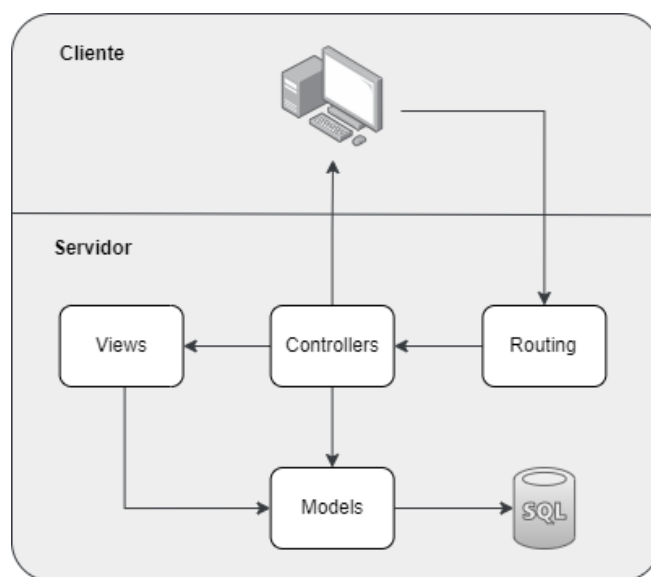 Cliente
Servidor
Views
Controllers
Routing
Models
SQL